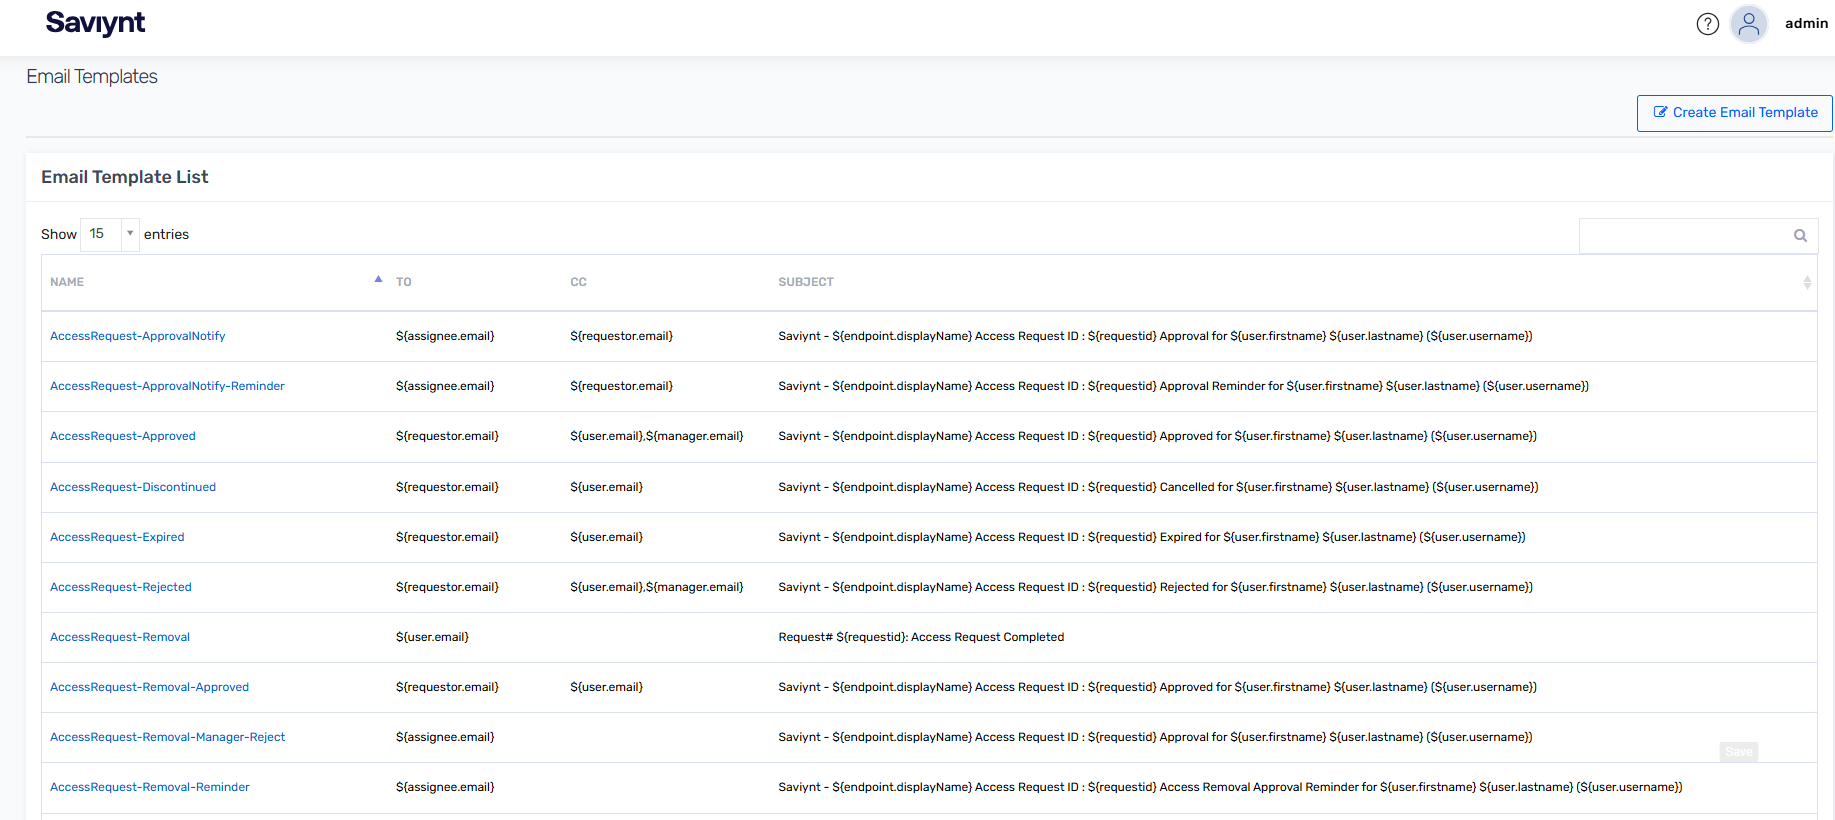 Saviynt
? admin
Email Templates
Create Email Template
Email Template List
Show 15 entries
NAME TO CC SUBJECT
AccessRequest-ApprovalNotify ${assignee.email} ${requestor.email} Saviynt - ${endpoint.displayName} Access Request ID : ${requestid} Approval for ${user.firstname} ${user.lastname} (${user.username})
AccessRequest-ApprovalNotify-Reminder ${assignee.email} ${requestor.email} Saviynt - ${endpoint.displayName} Access Request ID : ${requestid} Approval Reminder for ${user.firstname} ${user.lastname} (${user.username})
AccessRequest-Approved ${requestor.email} ${user.email},${manager.email} Saviynt - ${endpoint.displayName} Access Request ID : ${requestid} Approved for ${user.firstname} ${user.lastname} (${user.username})
AccessRequest-Discontinued ${requestor.email} ${user.email} Saviynt - ${endpoint.displayName} Access Request ID : ${requestid} Cancelled for ${user.firstname} ${user.lastname} (${user.username})
AccessRequest-Expired ${requestor.email} ${user.email} Saviynt - ${endpoint.displayName} Access Request ID : ${requestid} Expired for ${user.firstname} ${user.lastname} (${user.username})
AccessRequest-Rejected ${requestor.email} ${user.email},${manager.email} Saviynt - ${endpoint.displayName} Access Request ID : ${requestid} Rejected for ${user.firstname} ${user.lastname} (${user.username})
AccessRequest-Removal ${user.email} Request# ${requestid}: Access Request Completed
AccessRequest-Removal-Approved ${requestor.email} ${user.email} Saviynt - ${endpoint.displayName} Access Request ID : ${requestid} Approved for ${user.firstname} ${user.lastname} (${user.username})
AccessRequest-Removal-Manager-Reject ${assignee.email} Saviynt - ${endpoint.displayName} Access Request ID : ${requestid} Approval for ${user.firstname} ${user.lastname} (${user.username})
Save
AccessRequest-Removal-Reminder ${assignee.email} Saviynt - ${endpoint.displayName} Access Request ID : ${requestid} Access Removal Approval Reminder for ${user.firstname} ${user.lastname} (${user.username})